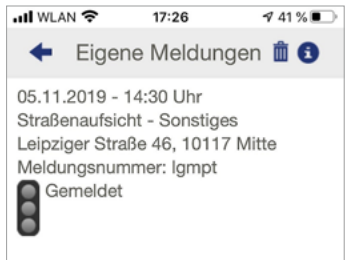 WLAN 17:26 41 %
Eigene Meldungen
05.11.2019 - 14:30 Uhr
Straßenaufsicht - Sonstiges
Leipziger Straße 46, 10117 Mitte
Meldungsnummer: lgmpt
Gemeldet